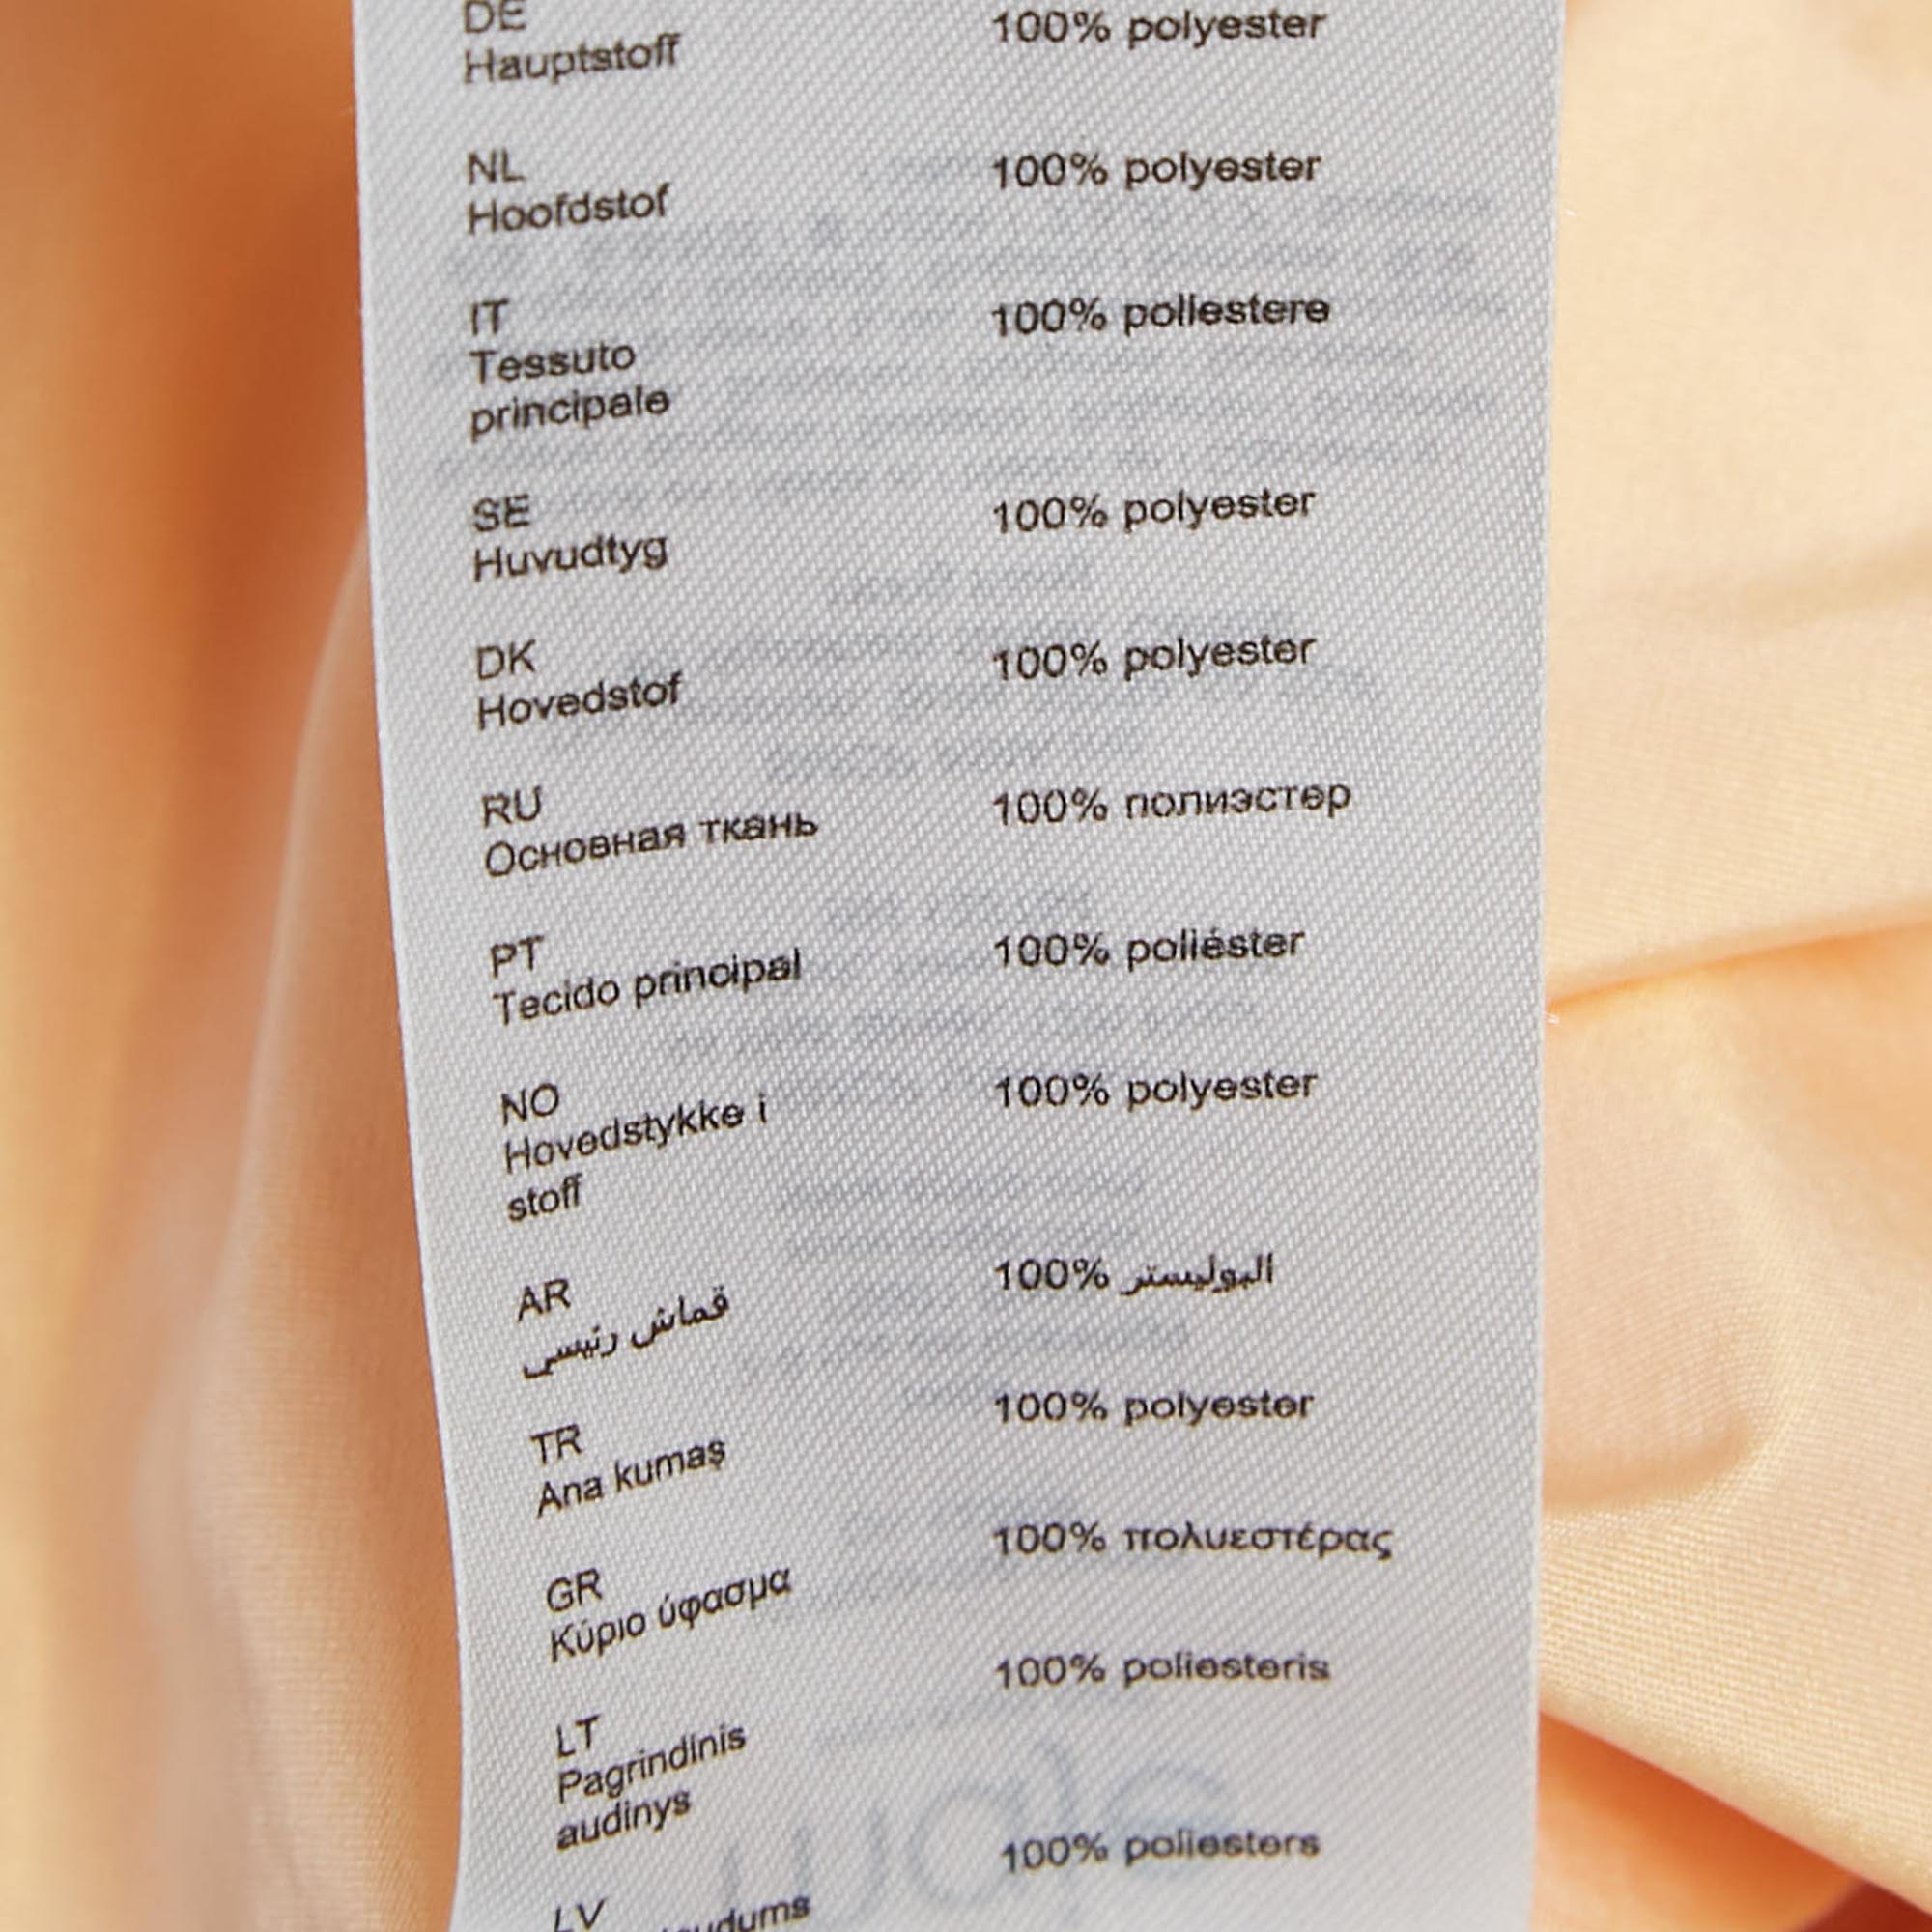 DE
Hauptstoff 100% polyester
NL
Hoofdstof 100% polyester
IT
Tessuto 100% poliestere
principale
SE
Huvudtyg 100% polyester
DK
Hovedstof 100% polyester
RU
Основная ткань 100% полиэстер
PT
Tecido principal 100% poliéster
NO
Hovedstykke i 100% polyester
stoff
AR 100% البوليستر
قماش رئيسي
TR 100% polyester
Ana kumaş
GR 100% πολυεστέρας
Κύριο ύφασμα
LT 100% poliesteris
Pagrindinis
audinys
LV 100% poliesters